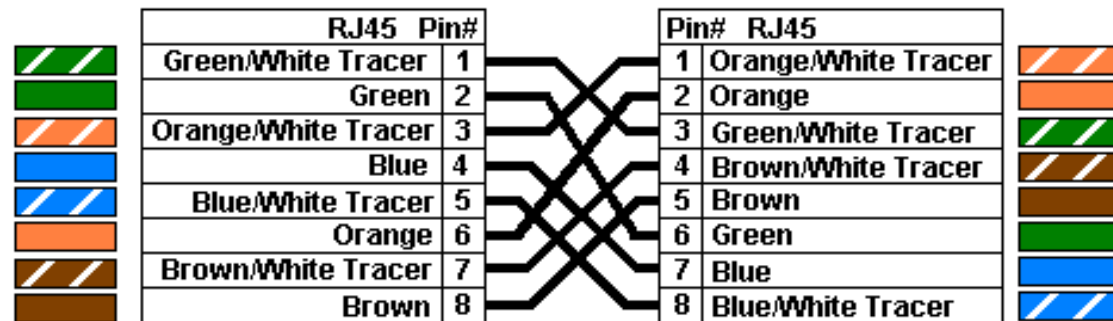 RJ45 Pin# Pin# RJ45
Green/White Tracer 1 1 Orange/White Tracer
Green 2 2 Orange
Orange/White Tracer 3 3 Green/White Tracer
Blue 4 4 Brown/White Tracer
Blue/White Tracer 5 5 Brown
Orange 6 6 Green
Brown/White Tracer 7 7 Blue
Brown 8 8 Blue/White Tracer